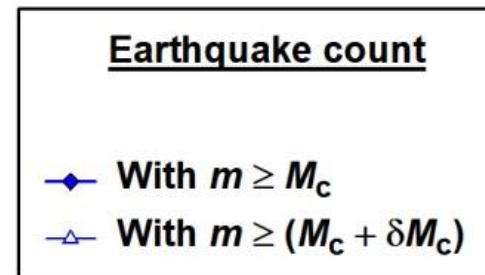 Earthquake count
With m ≥ Mc
With m ≥ (Mc + δMc)